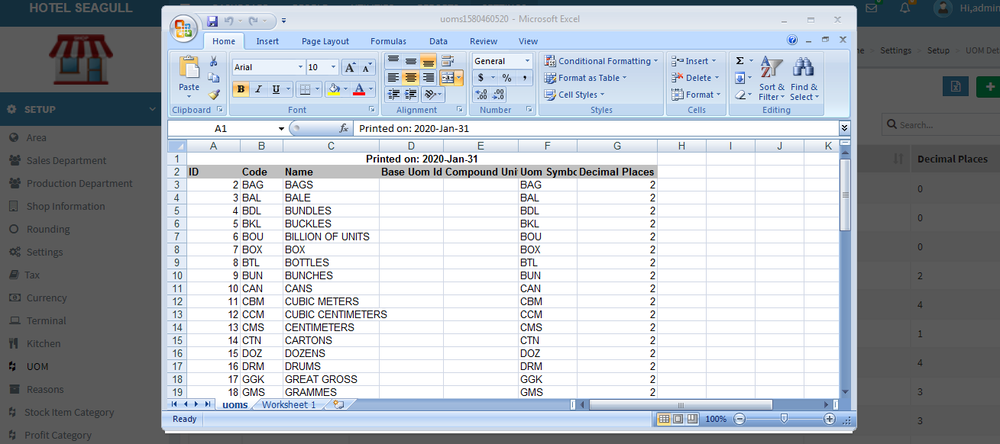 HOTEL SEAGULL
Hi,admin
SHOP
SETUP
Area
Sales Department
Production Department
Shop Information
Rounding
Settings
Tax
Currency
Terminal
Kitchen
UOM
Reasons
Stock Item Category
Profit Category
uoms1580460520 - Microsoft Excel
Home Insert Page Layout Formulas Data Review View
Paste
Clipboard
Arial 10
B I U
Font
Alignment
General
$ % ,
Number
Conditional Formatting
Format as Table
Cell Styles
Styles
Insert
Delete
Format
Cells
Σ
Sort & Filter
Find & Select
Editing
A1 fx Printed on: 2020-Jan-31
A B C D E F G H I J K
1 Printed on: 2020-Jan-31
2 ID Code Name Base Uom Id Compound Uni Uom Symbo Decimal Places
3 2 BAG BAGS BAG 2
4 3 BAL BALE BAL 2
5 4 BDL BUNDLES BDL 2
6 5 BKL BUCKLES BKL 2
7 6 BOU BILLION OF UNITS BOU 2
8 7 BOX BOX BOX 2
9 8 BTL BOTTLES BTL 2
10 9 BUN BUNCHES BUN 2
11 10 CAN CANS CAN 2
12 11 CBM CUBIC METERS CBM 2
13 12 CCM CUBIC CENTIMETERS CCM 2
14 13 CMS CENTIMETERS CMS 2
15 14 CTN CARTONS CTN 2
16 15 DOZ DOZENS DOZ 2
17 16 DRM DRUMS DRM 2
18 17 GGK GREAT GROSS GGK 2
19 18 GMS GRAMMES GMS 2
uoms Worksheet 1
Ready 100%
me > Settings > Setup > UOM Det
Search...
Decimal Places
0
0
0
2
4
1
4
3
3